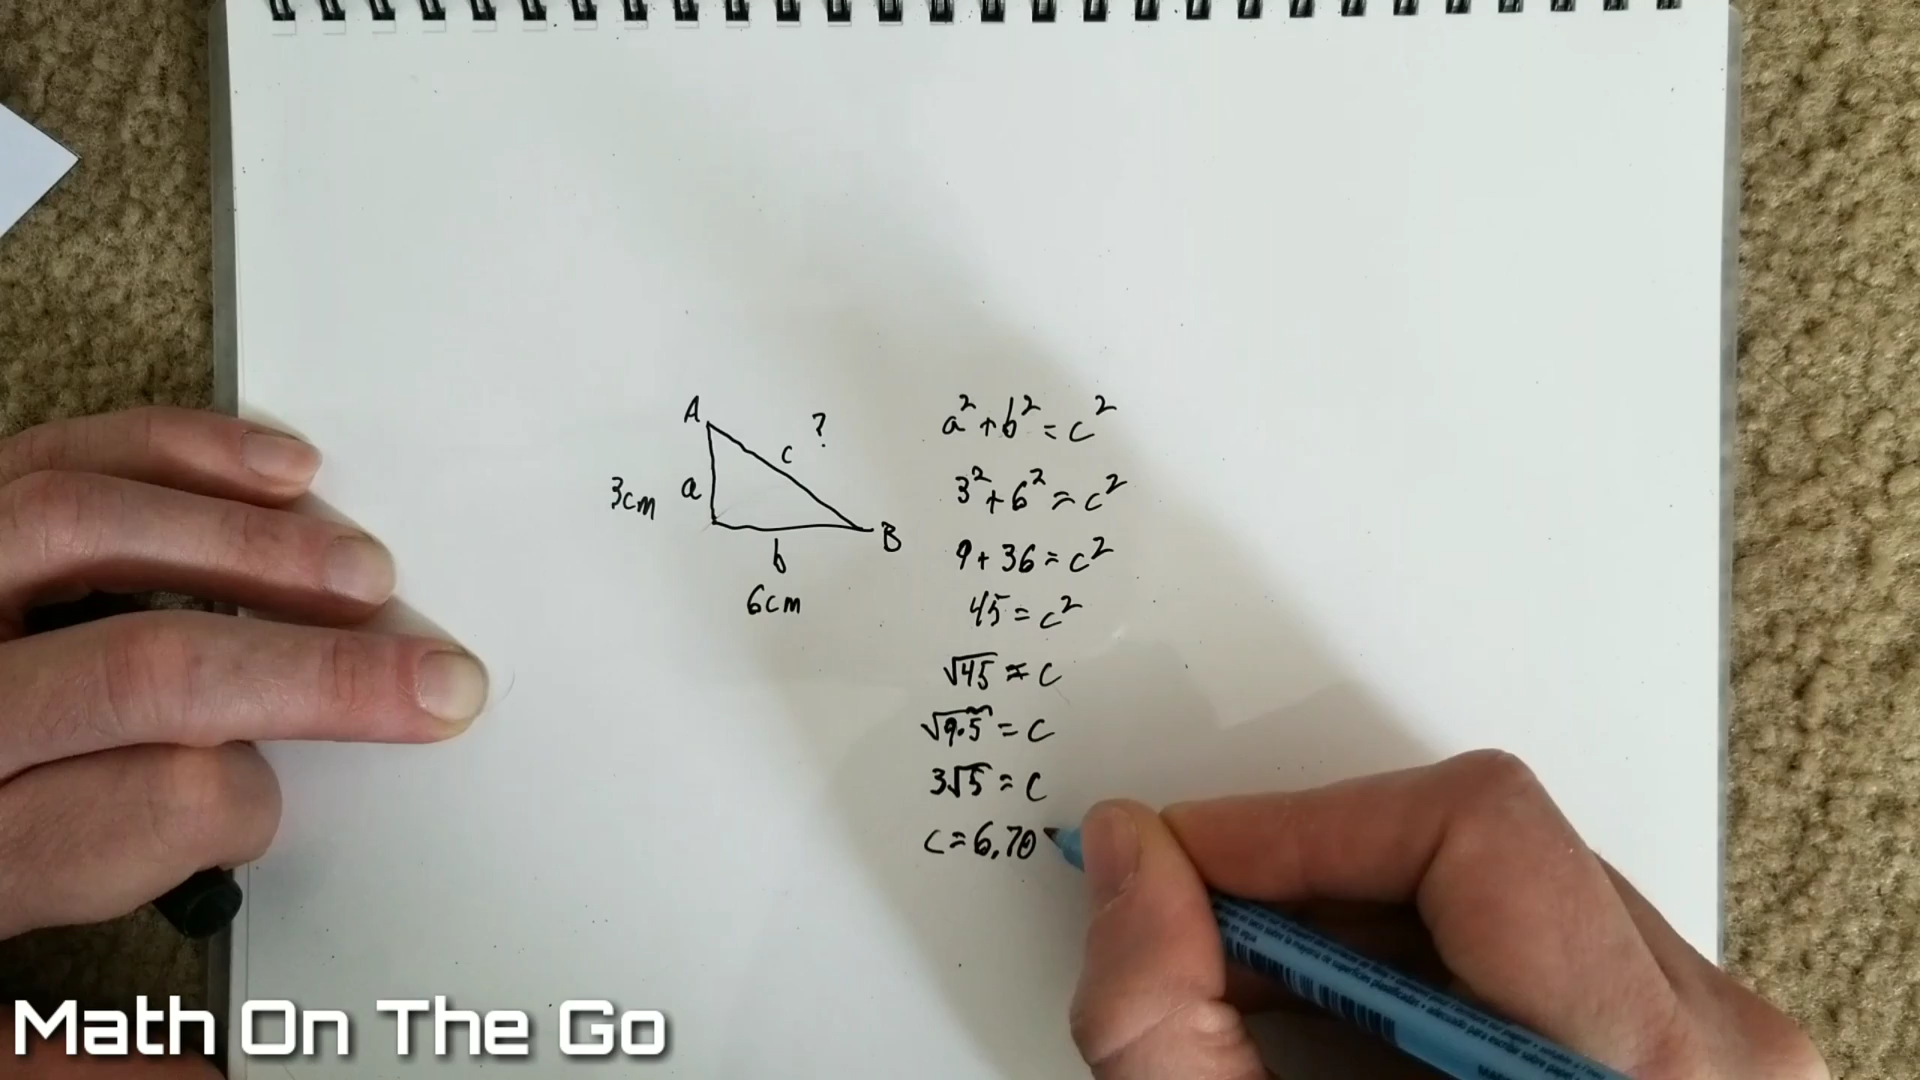 A
c ?
3cm a
B
b
6cm
a² + b² = c²
3² + 6² = c²
9 + 36 = c²
45 = c²
√45 = c
√9·5 = c
3√5 = c
c = 6.70
Math On The Go